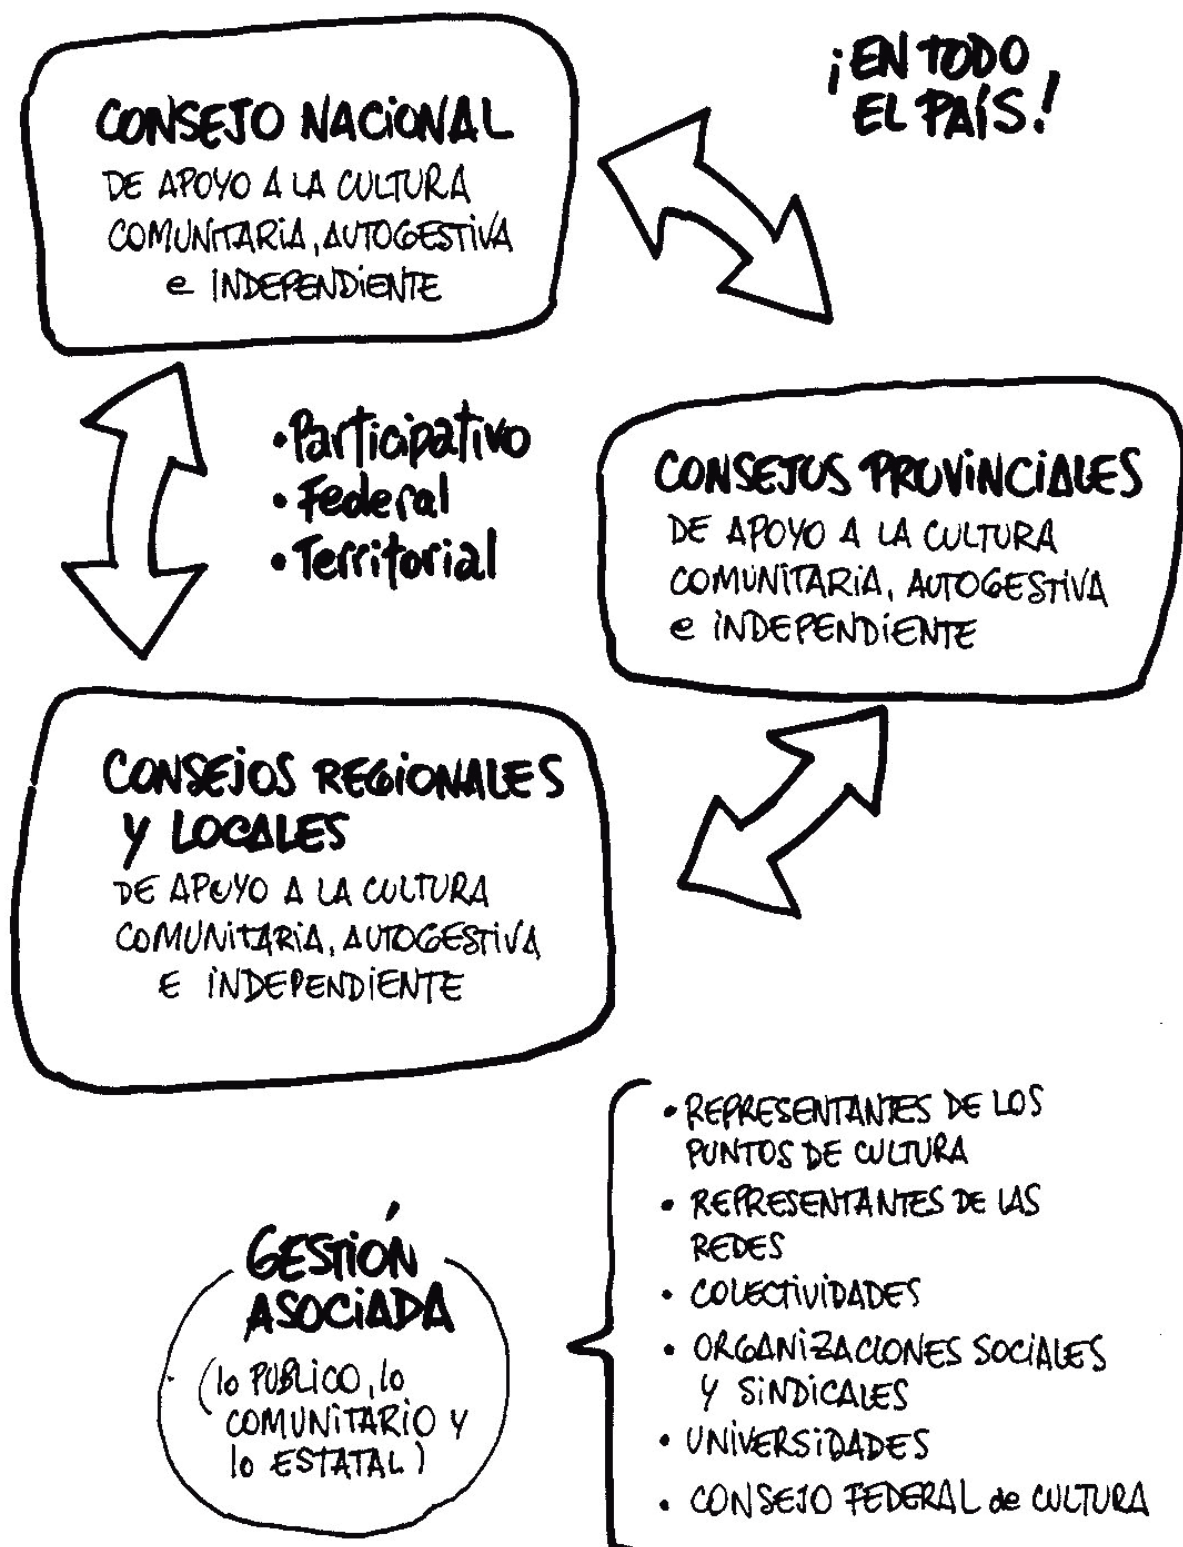 ¡EN TODO
EL PAÍS!
CONSEJO NACIONAL
DE APOYO A LA CULTURA
COMUNITARIA, AUTOGESTIVA
e INDEPENDIENTE
• Participativo
• Federal
• Territorial
CONSEJOS PROVINCIALES
DE APOYO A LA CULTURA
COMUNITARIA, AUTOGESTIVA
e INDEPENDIENTE
CONSEJOS REGIONALES
Y LOCALES
DE APOYO A LA CULTURA
COMUNITARIA, AUTOGESTIVA
E INDEPENDIENTE
GESTIÓN
ASOCIADA
(lo PUBLICO, lo
COMUNITARIO Y
lo ESTATAL)
• REPRESENTANTES DE LOS
PUNTOS DE CULTURA
• REPRESENTANTES DE LAS
REDES
• COLECTIVIDADES
• ORGANIZACIONES SOCIALES
Y SINDICALES
• UNIVERSIDADES
• CONSEJO FEDERAL de CULTURA